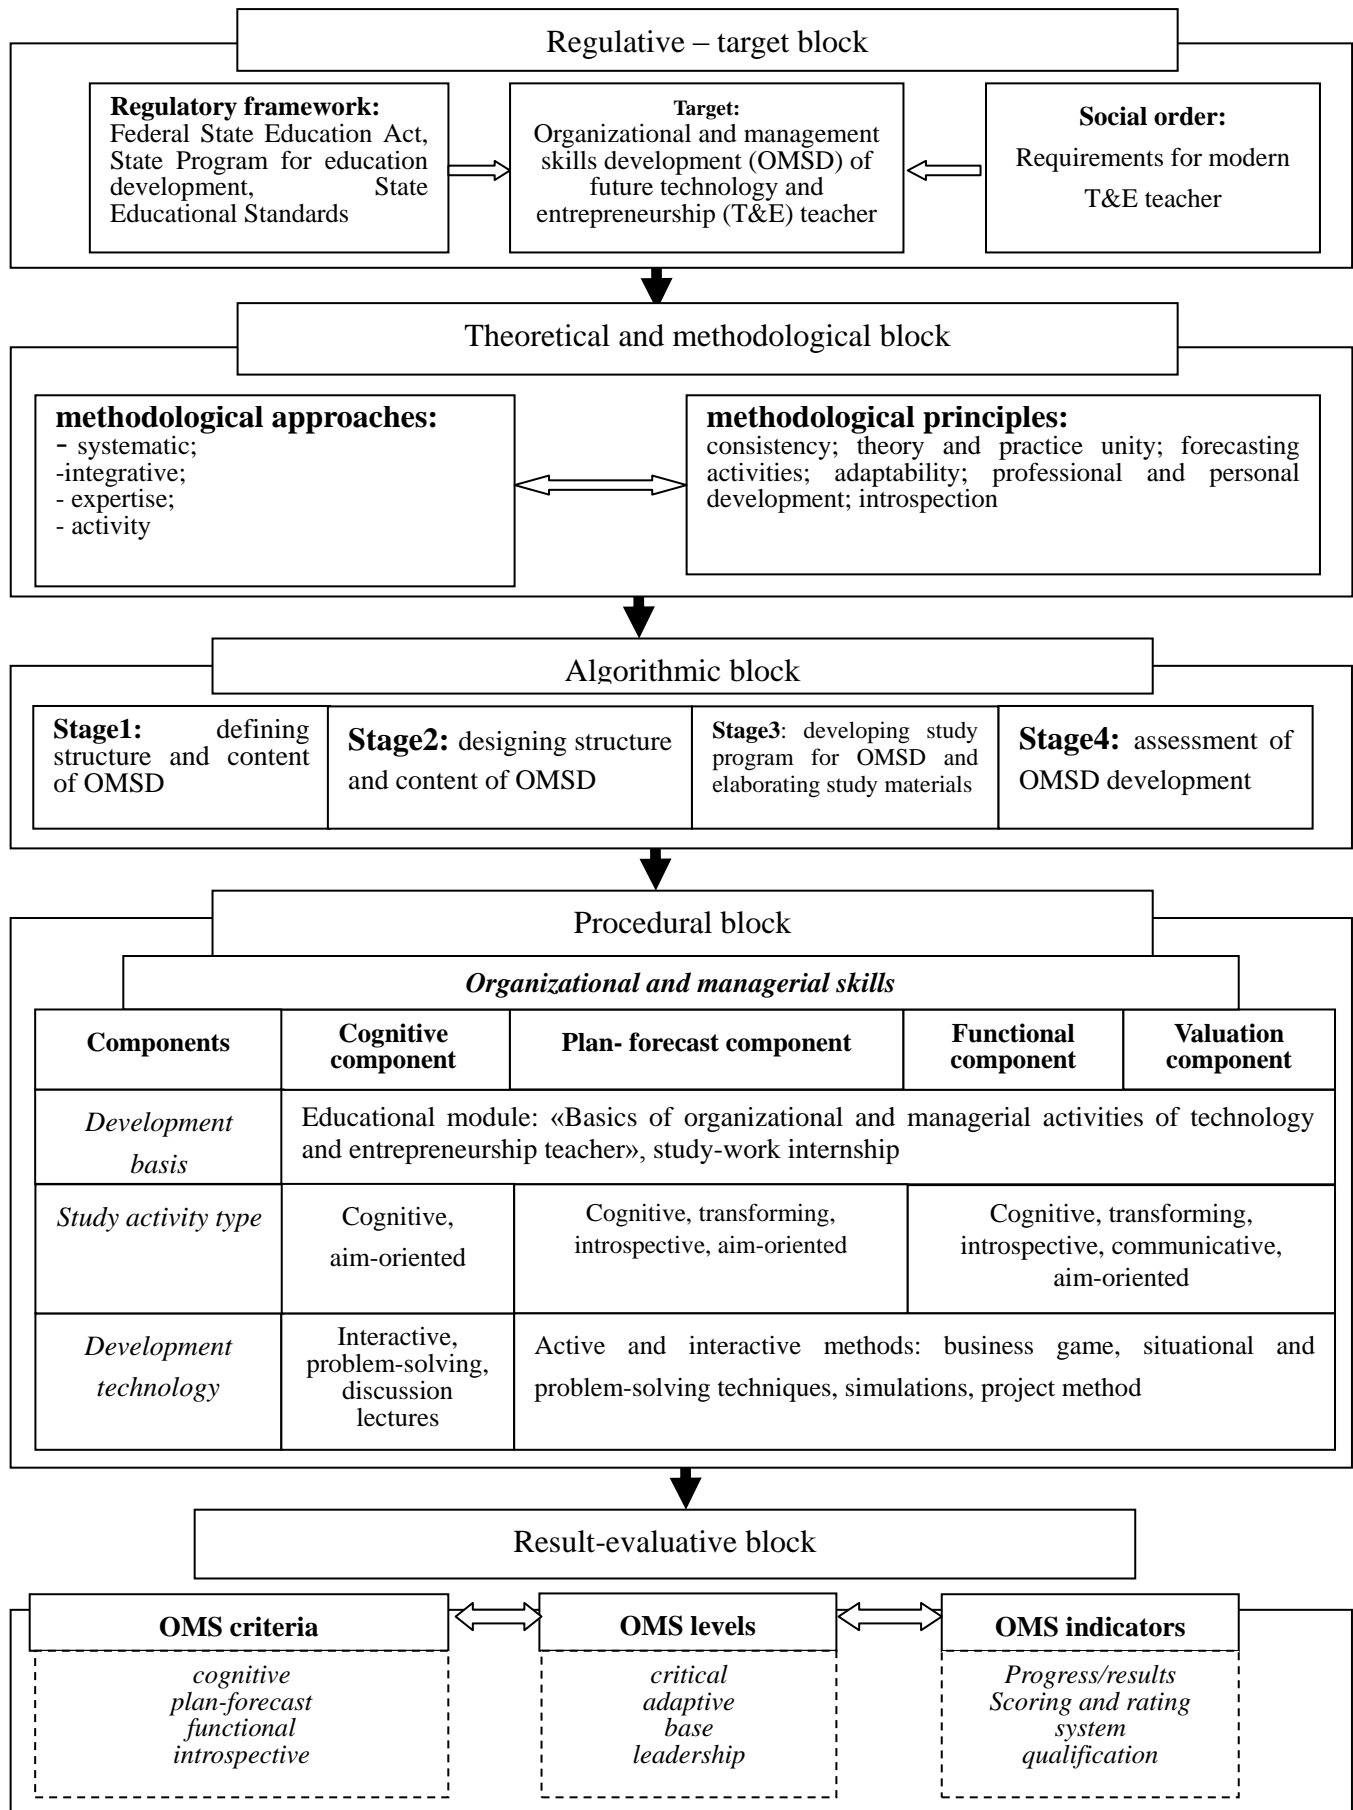 Regulative – target block
Regulatory framework:
Federal State Education Act,
State Program for education
development, State
Educational Standards
Target:
Organizational and management
skills development (OMSD) of
future technology and
entrepreneurship (T&E) teacher
Social order:
Requirements for modern
T&E teacher
Theoretical and methodological block
methodological approaches:
- systematic;
-integrative;
- expertise;
- activity
methodological principles:
consistency; theory and practice unity; forecasting
activities; adaptability; professional and personal
development; introspection
Algorithmic block
Stage1: defining
structure and content
of OMSD
Stage2: designing structure
and content of OMSD
Stage3: developing study
program for OMSD and
elaborating study materials
Stage4: assessment of
OMSD development
Procedural block
Organizational and managerial skills
Components
Cognitive
component
Plan- forecast component
Functional
component
Valuation
component
Development
basis
Educational module: «Basics of organizational and managerial activities of technology
and entrepreneurship teacher», study-work internship
Study activity type
Cognitive,
aim-oriented
Cognitive, transforming,
introspective, aim-oriented
Cognitive, transforming,
introspective, communicative,
aim-oriented
Development
technology
Interactive,
problem-solving,
discussion
lectures
Active and interactive methods: business game, situational and
problem-solving techniques, simulations, project method
Result-evaluative block
OMS criteria
cognitive
plan-forecast
functional
introspective
OMS levels
critical
adaptive
base
leadership
OMS indicators
Progress/results
Scoring and rating
system
qualification